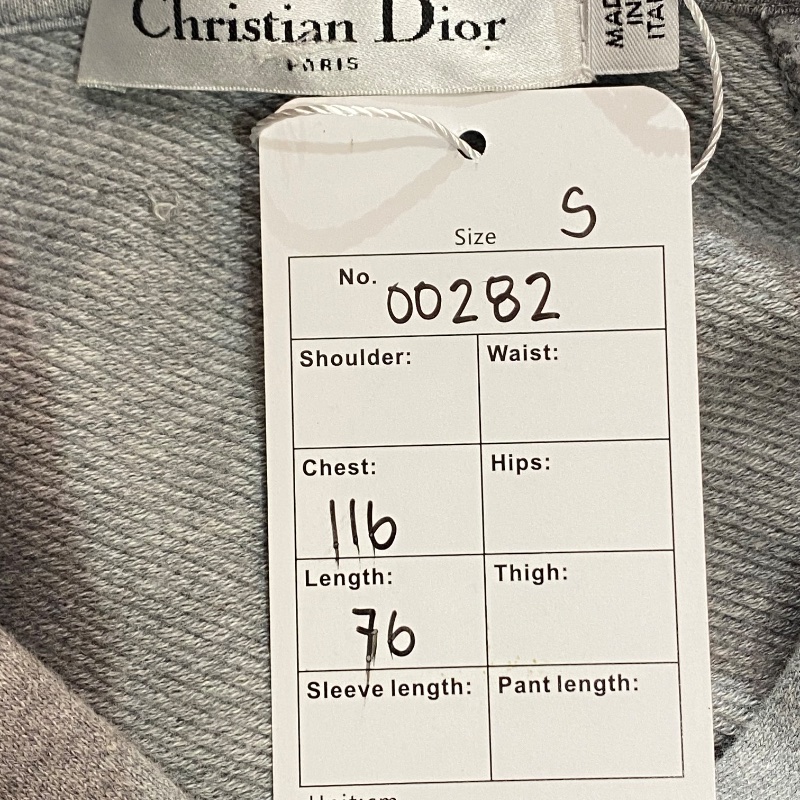 Christian Dior
PARIS
MADE
IN
ITA
Size S
No. 00282
Shoulder:
Waist:
Chest:
Hips:
116
Length:
Thigh:
76
Sleeve length:
Pant length: